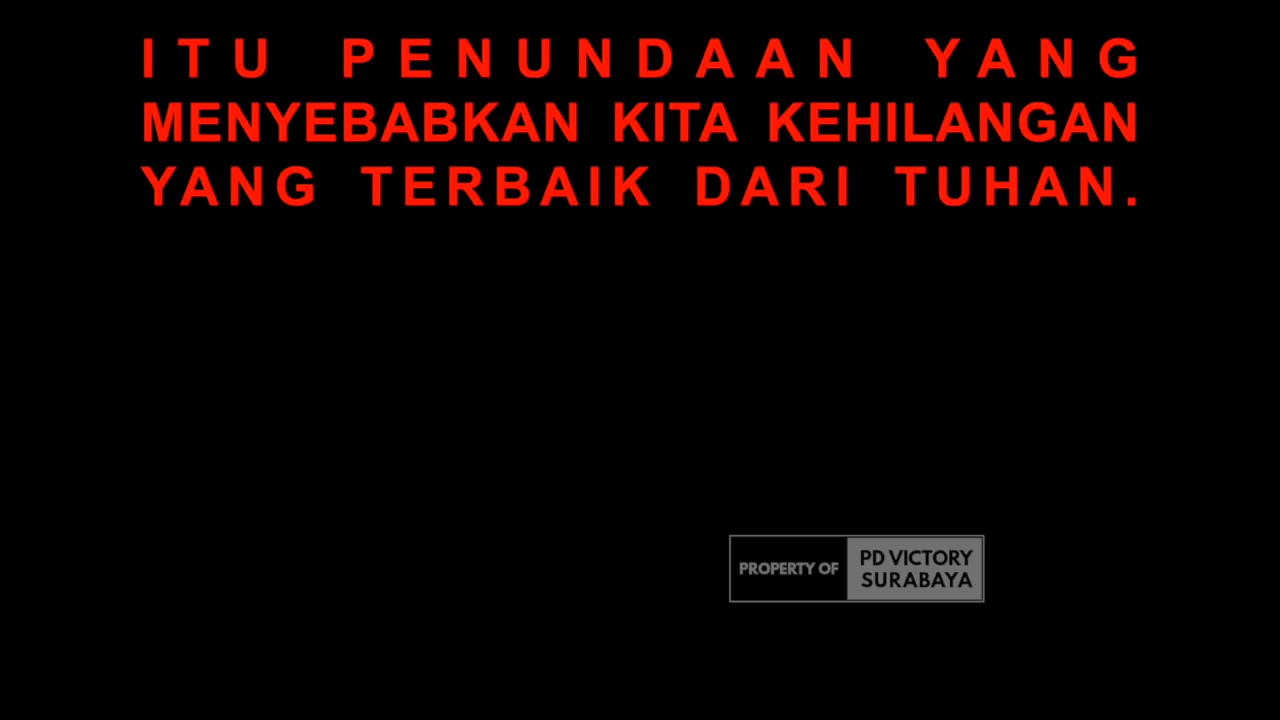 ITU PENUNDAAN YANG
MENYEBABKAN KITA KEHILANGAN
YANG TERBAIK DARI TUHAN.
PROPERTY OF
PD VICTORY
SURABAYA